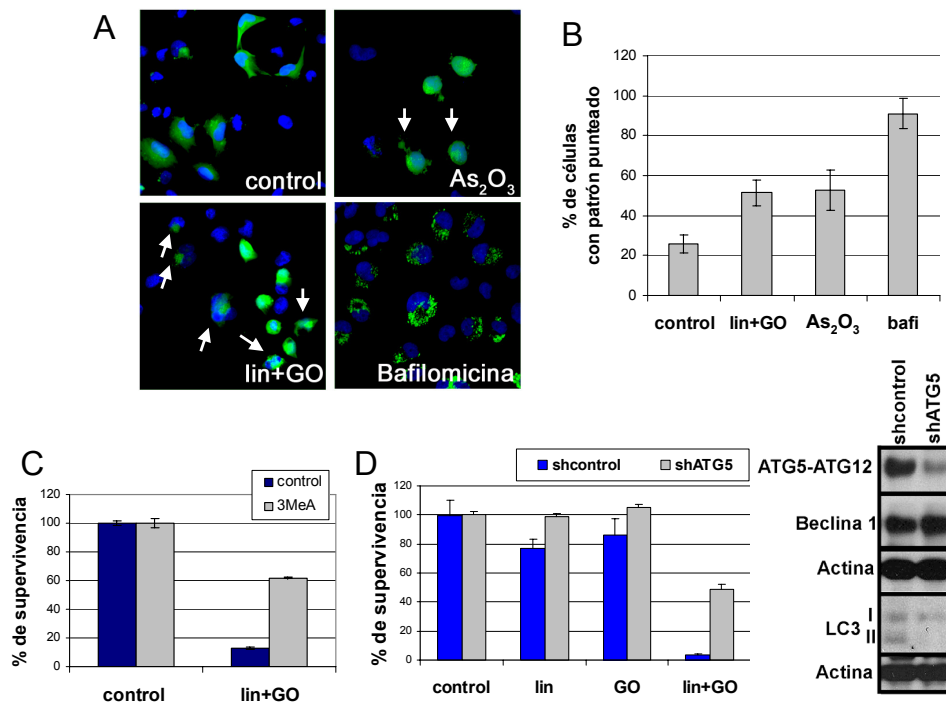 A
control
As₂O₃
lin+GO
Bafilomicina
B
% de células
con patrón punteado
120
100
80
60
40
20
0
control
lin+GO
As₂O₃
bafi
C
control
3MeA
% de supervivencia
120
100
80
60
40
20
0
control
lin+GO
D
shcontrol
shATG5
% de supervivencia
120
100
80
60
40
20
0
control
lin
GO
lin+GO
shcontrol
shATG5
ATG5-ATG12
Beclina 1
Actina
LC3
I
II
Actina